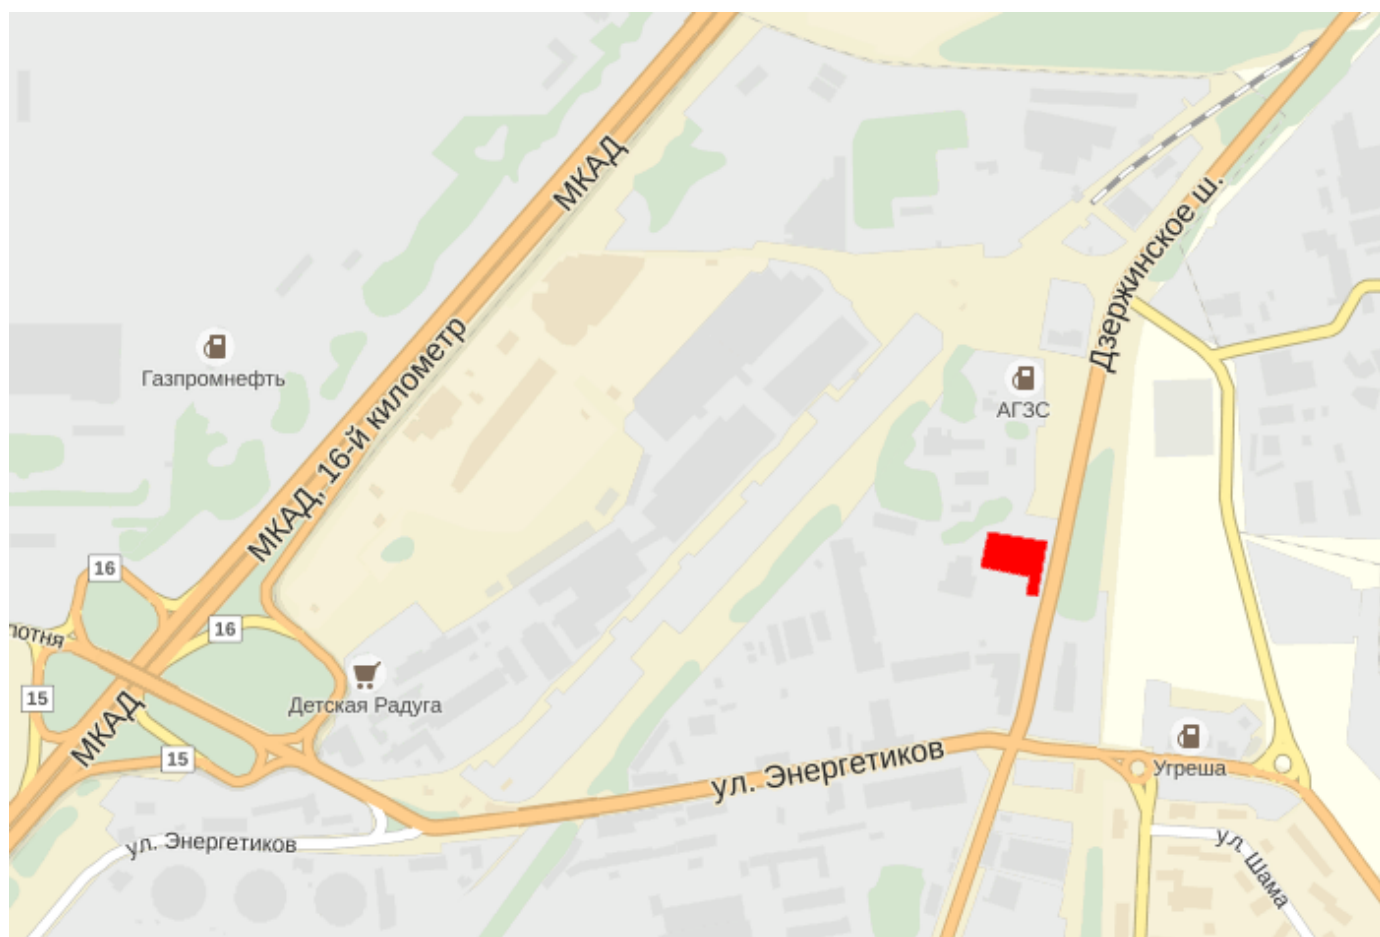 МКАД
Дзержинское ш.
МКАД, 16-й километр
Газпромнефть
АГЗС
16
16
лотня
Детская Радуга
15
МКАД
15
ул. Энергетиков
Угреша
ул. Энергетиков
ул. Шама